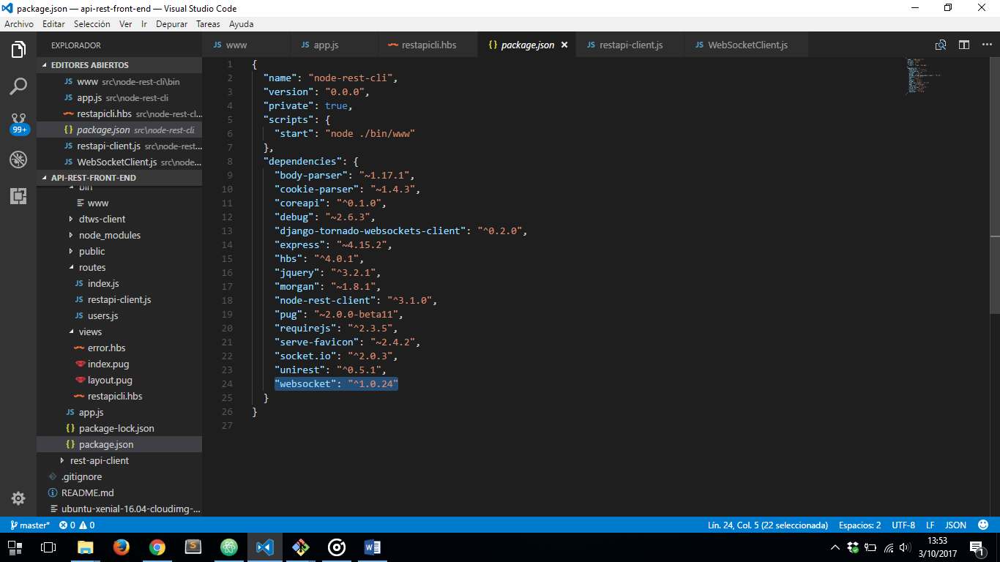 package.json — api-rest-front-end — Visual Studio Code
Archivo Editar Selección Ver Ir Depurar Tareas Ayuda
EXPLORADOR
EDITORES ABIERTOS
JS www src\node-rest-cli\bin
JS app.js src\node-rest-cli
restapicli.hbs src\node-rest-cl...
{} package.json src\node-rest-cli
JS restapi-client.js src\node-rest...
JS WebSocketClient.js src\node...
99+
API-REST-FRONT-END
bin
www
dtws-client
node_modules
public
routes
JS index.js
JS restapi-client.js
JS users.js
views
error.hbs
index.pug
layout.pug
restapicli.hbs
JS app.js
{} package-lock.json
{} package.json
rest-api-client
.gitignore
README.md
ubuntu-xenial-16.04-cloudimg-...
JS www JS app.js restapicli.hbs {} package.json × JS restapi-client.js JS WebSocketClient.js
1 {
2 "name": "node-rest-cli",
3 "version": "0.0.0",
4 "private": true,
5 "scripts": {
6 "start": "node ./bin/www"
7 },
8 "dependencies": {
9 "body-parser": "~1.17.1",
10 "cookie-parser": "~1.4.3",
11 "coreapi": "^0.1.0",
12 "debug": "~2.6.3",
13 "django-tornado-websockets-client": "^0.2.0",
14 "express": "~4.15.2",
15 "hbs": "^4.0.1",
16 "jquery": "^3.2.1",
17 "morgan": "~1.8.1",
18 "node-rest-client": "^3.1.0",
19 "pug": "~2.0.0-beta11",
20 "requirejs": "^2.3.5",
21 "serve-favicon": "~2.4.2",
22 "socket.io": "^2.0.3",
23 "unirest": "^0.5.1",
24 "websocket": "^1.0.24"
25 }
26 }
27
master* 0 0 Lín. 24, Col. 5 (22 seleccionada) Espacios: 2 UTF-8 LF JSON
13:53
3/10/2017
1